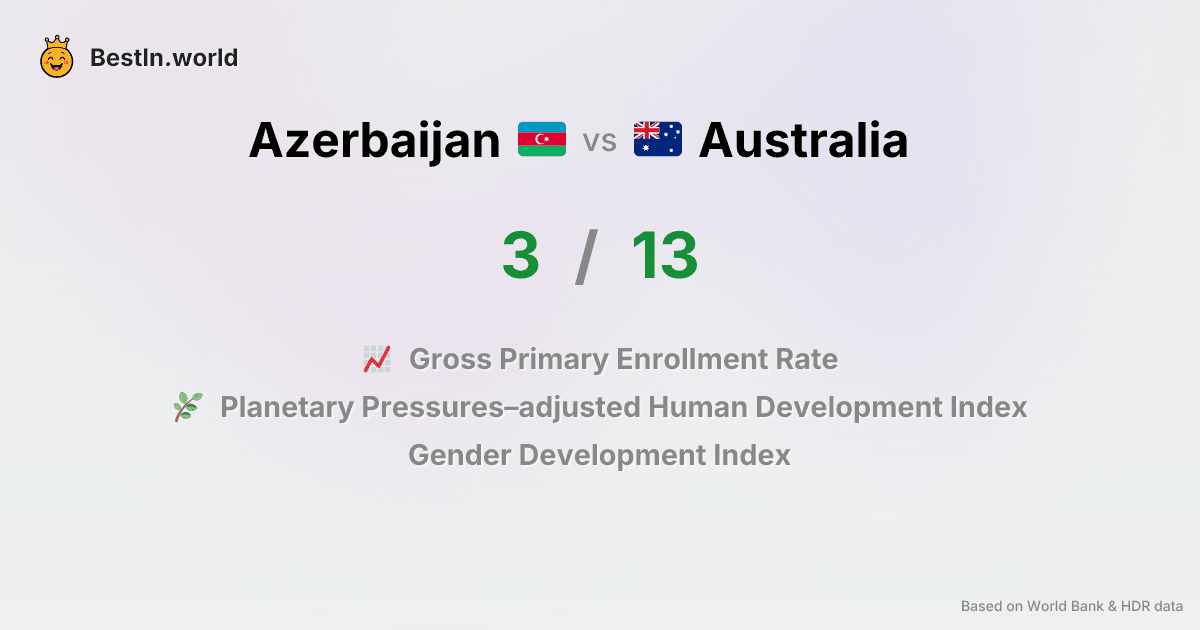 BestIn.world
Azerbaijan vs Australia
3 / 13
Gross Primary Enrollment Rate
Planetary Pressures–adjusted Human Development Index
Gender Development Index
Based on World Bank & HDR data